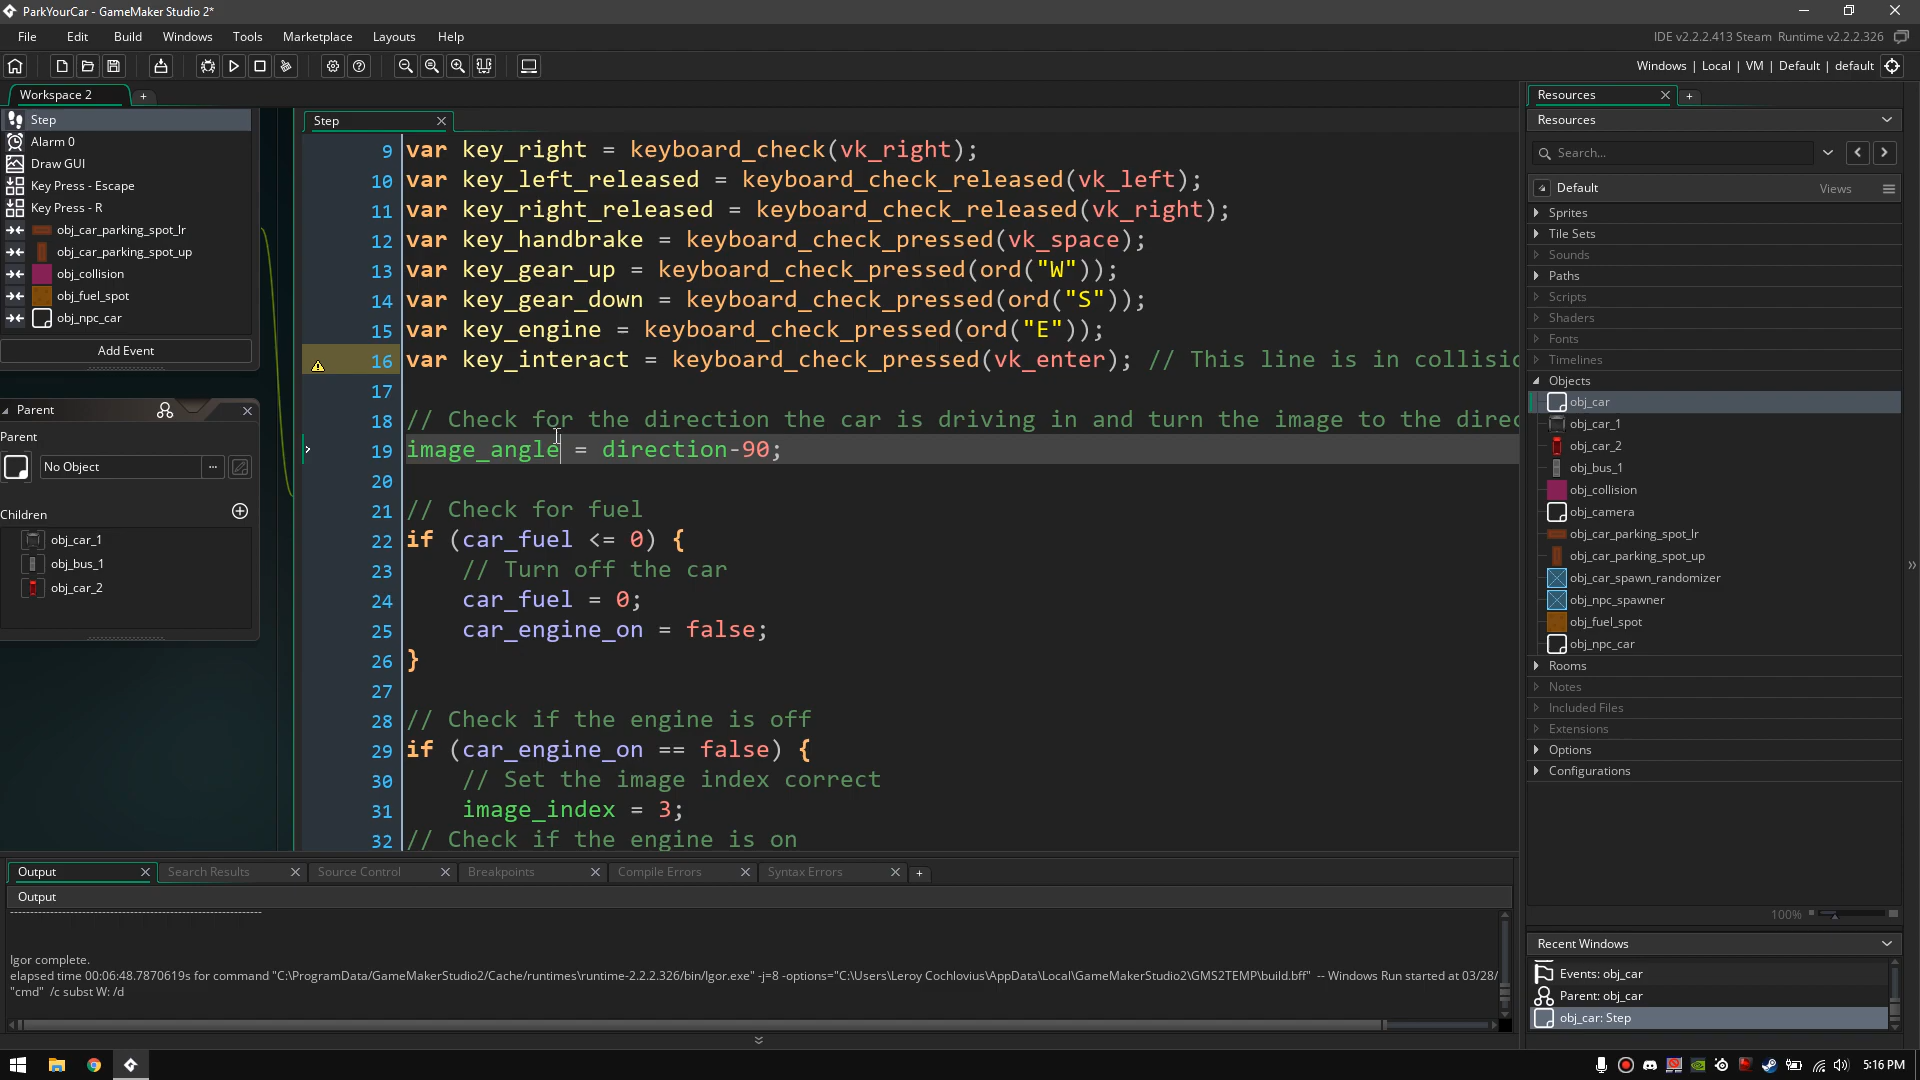 ParkYourCar - GameMaker Studio 2*
File Edit Build Windows Tools Marketplace Layouts Help
IDE v2.2.2.413 Steam Runtime v2.2.2.326
Windows | Local | VM | Default | default
Workspace 2
Step
Alarm 0
Draw GUI
Key Press - Escape
Key Press - R
obj_car_parking_spot_lr
obj_car_parking_spot_up
obj_collision
obj_fuel_spot
obj_npc_car
Add Event
Parent
Parent
No Object
Children
obj_car_1
obj_bus_1
obj_car_2
Step
9 var key_right = keyboard_check(vk_right);
10 var key_left_released = keyboard_check_released(vk_left);
11 var key_right_released = keyboard_check_released(vk_right);
12 var key_handbrake = keyboard_check_pressed(vk_space);
13 var key_gear_up = keyboard_check_pressed(ord("W"));
14 var key_gear_down = keyboard_check_pressed(ord("S"));
15 var key_engine = keyboard_check_pressed(ord("E"));
16 var key_interact = keyboard_check_pressed(vk_enter); // This line is in collisio
17
18 // Check for the direction the car is driving in and turn the image to the direc
19 image_angle = direction-90;
20
21 // Check for fuel
22 if (car_fuel <= 0) {
23 // Turn off the car
24 car_fuel = 0;
25 car_engine_on = false;
26 }
27
28 // Check if the engine is off
29 if (car_engine_on == false) {
30 // Set the image index correct
31 image_index = 3;
32 // Check if the engine is on
Output Search Results Source Control Breakpoints Compile Errors Syntax Errors
Output
Igor complete.
elapsed time 00:06:48.7870619s for command "C:\ProgramData/GameMakerStudio2/Cache/runtimes\runtime-2.2.2.326/bin/Igor.exe" -j=8 -options="C:\Users\Leroy Cochlovius\AppData\Local\GameMakerStudio2\GMS2TEMP\build.bff" -- Windows Run started at 03/28/
"cmd" /c subst W: /d
Resources
Resources
Search...
Default Views
Sprites
Tile Sets
Sounds
Paths
Scripts
Shaders
Fonts
Timelines
Objects
obj_car
obj_car_1
obj_car_2
obj_bus_1
obj_collision
obj_camera
obj_car_parking_spot_lr
obj_car_parking_spot_up
obj_car_spawn_randomizer
obj_npc_spawner
obj_fuel_spot
obj_npc_car
Rooms
Notes
Included Files
Extensions
Options
Configurations
100%
Recent Windows
Events: obj_car
Parent: obj_car
obj_car: Step
5:16 PM